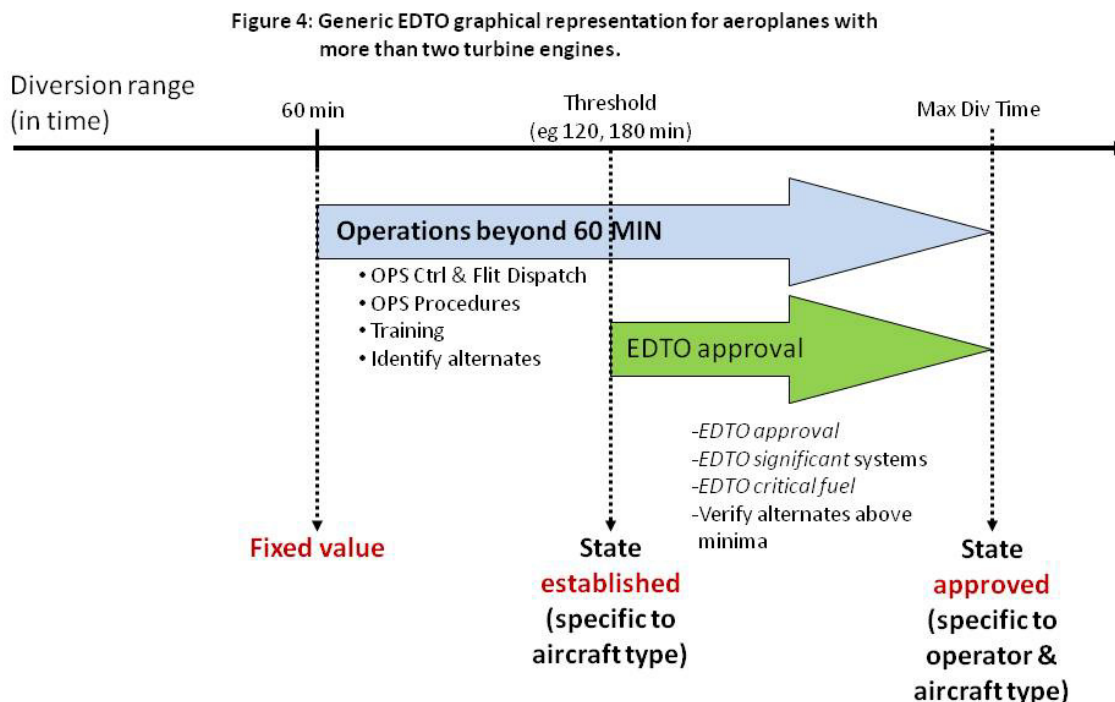 Figure 4: Generic EDTO graphical representation for aeroplanes with
more than two turbine engines.
Diversion range
(in time)
60 min
Threshold
(eg 120, 180 min)
Max Div Time
Operations beyond 60 MIN
• OPS Ctrl & Flit Dispatch
• OPS Procedures
• Training
• Identify alternates
EDTO approval
-EDTO approval
-EDTO significant systems
-EDTO critical fuel
-Verify alternates above
minima
Fixed value
State
established
(specific to
aircraft type)
State
approved
(specific to
operator &
aircraft type)